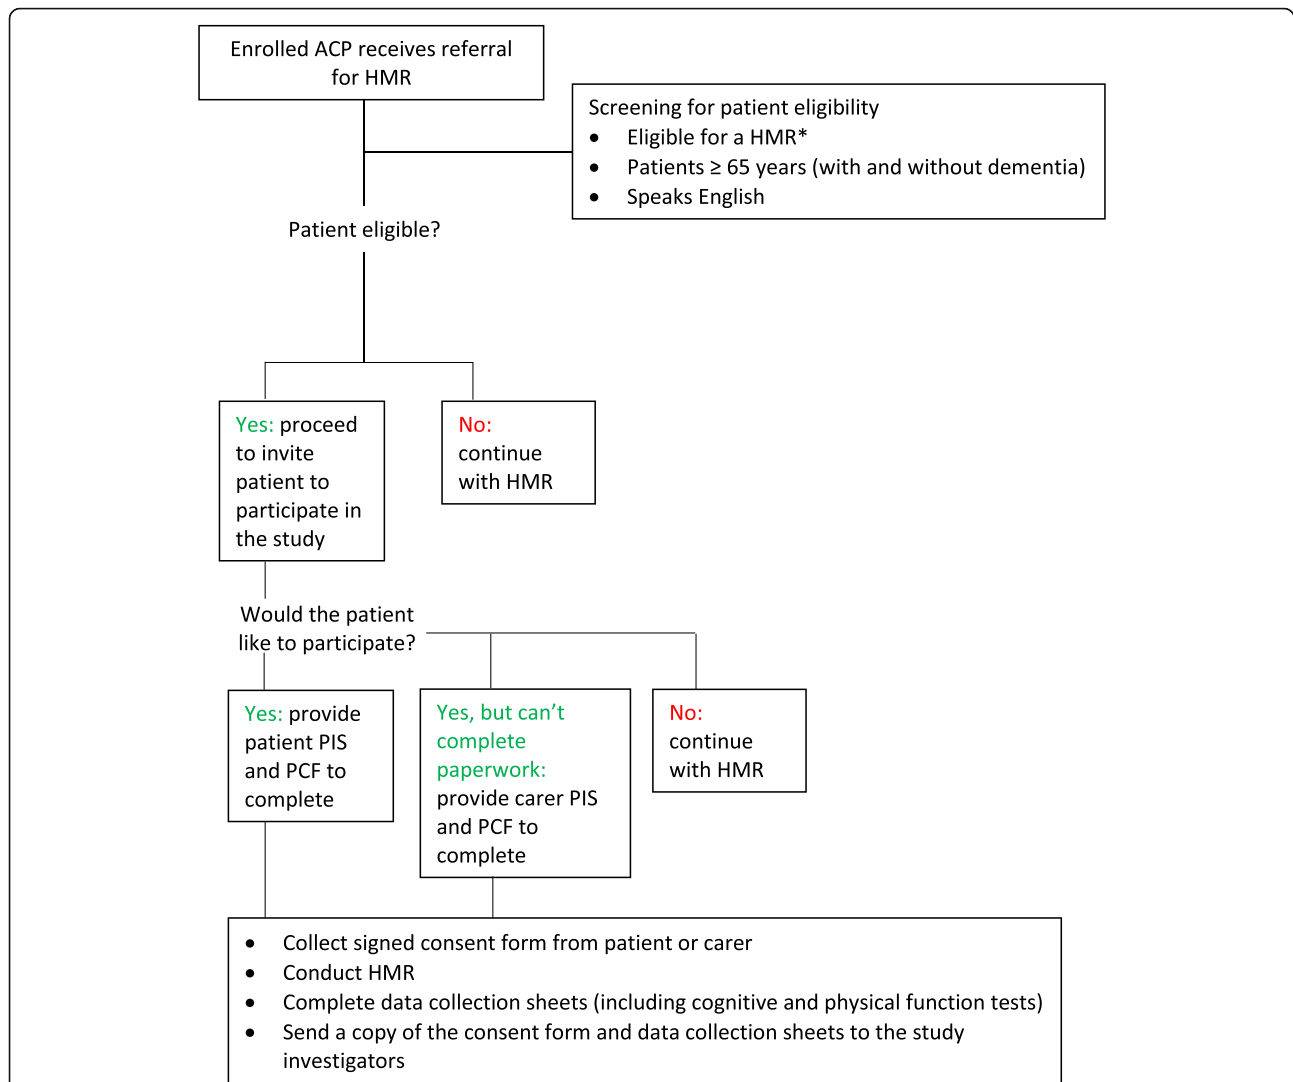 Enrolled ACP receives referral
for HMR
Screening for patient eligibility
• Eligible for a HMR*
• Patients ≥ 65 years (with and without dementia)
• Speaks English
Patient eligible?
Yes: proceed
to invite
patient to
participate in
the study
No:
continue
with HMR
Would the patient
like to participate?
Yes: provide
patient PIS
and PCF to
complete
Yes, but can't
complete
paperwork:
provide carer PIS
and PCF to
complete
No:
continue
with HMR
• Collect signed consent form from patient or carer
• Conduct HMR
• Complete data collection sheets (including cognitive and physical function tests)
• Send a copy of the consent form and data collection sheets to the study
investigators